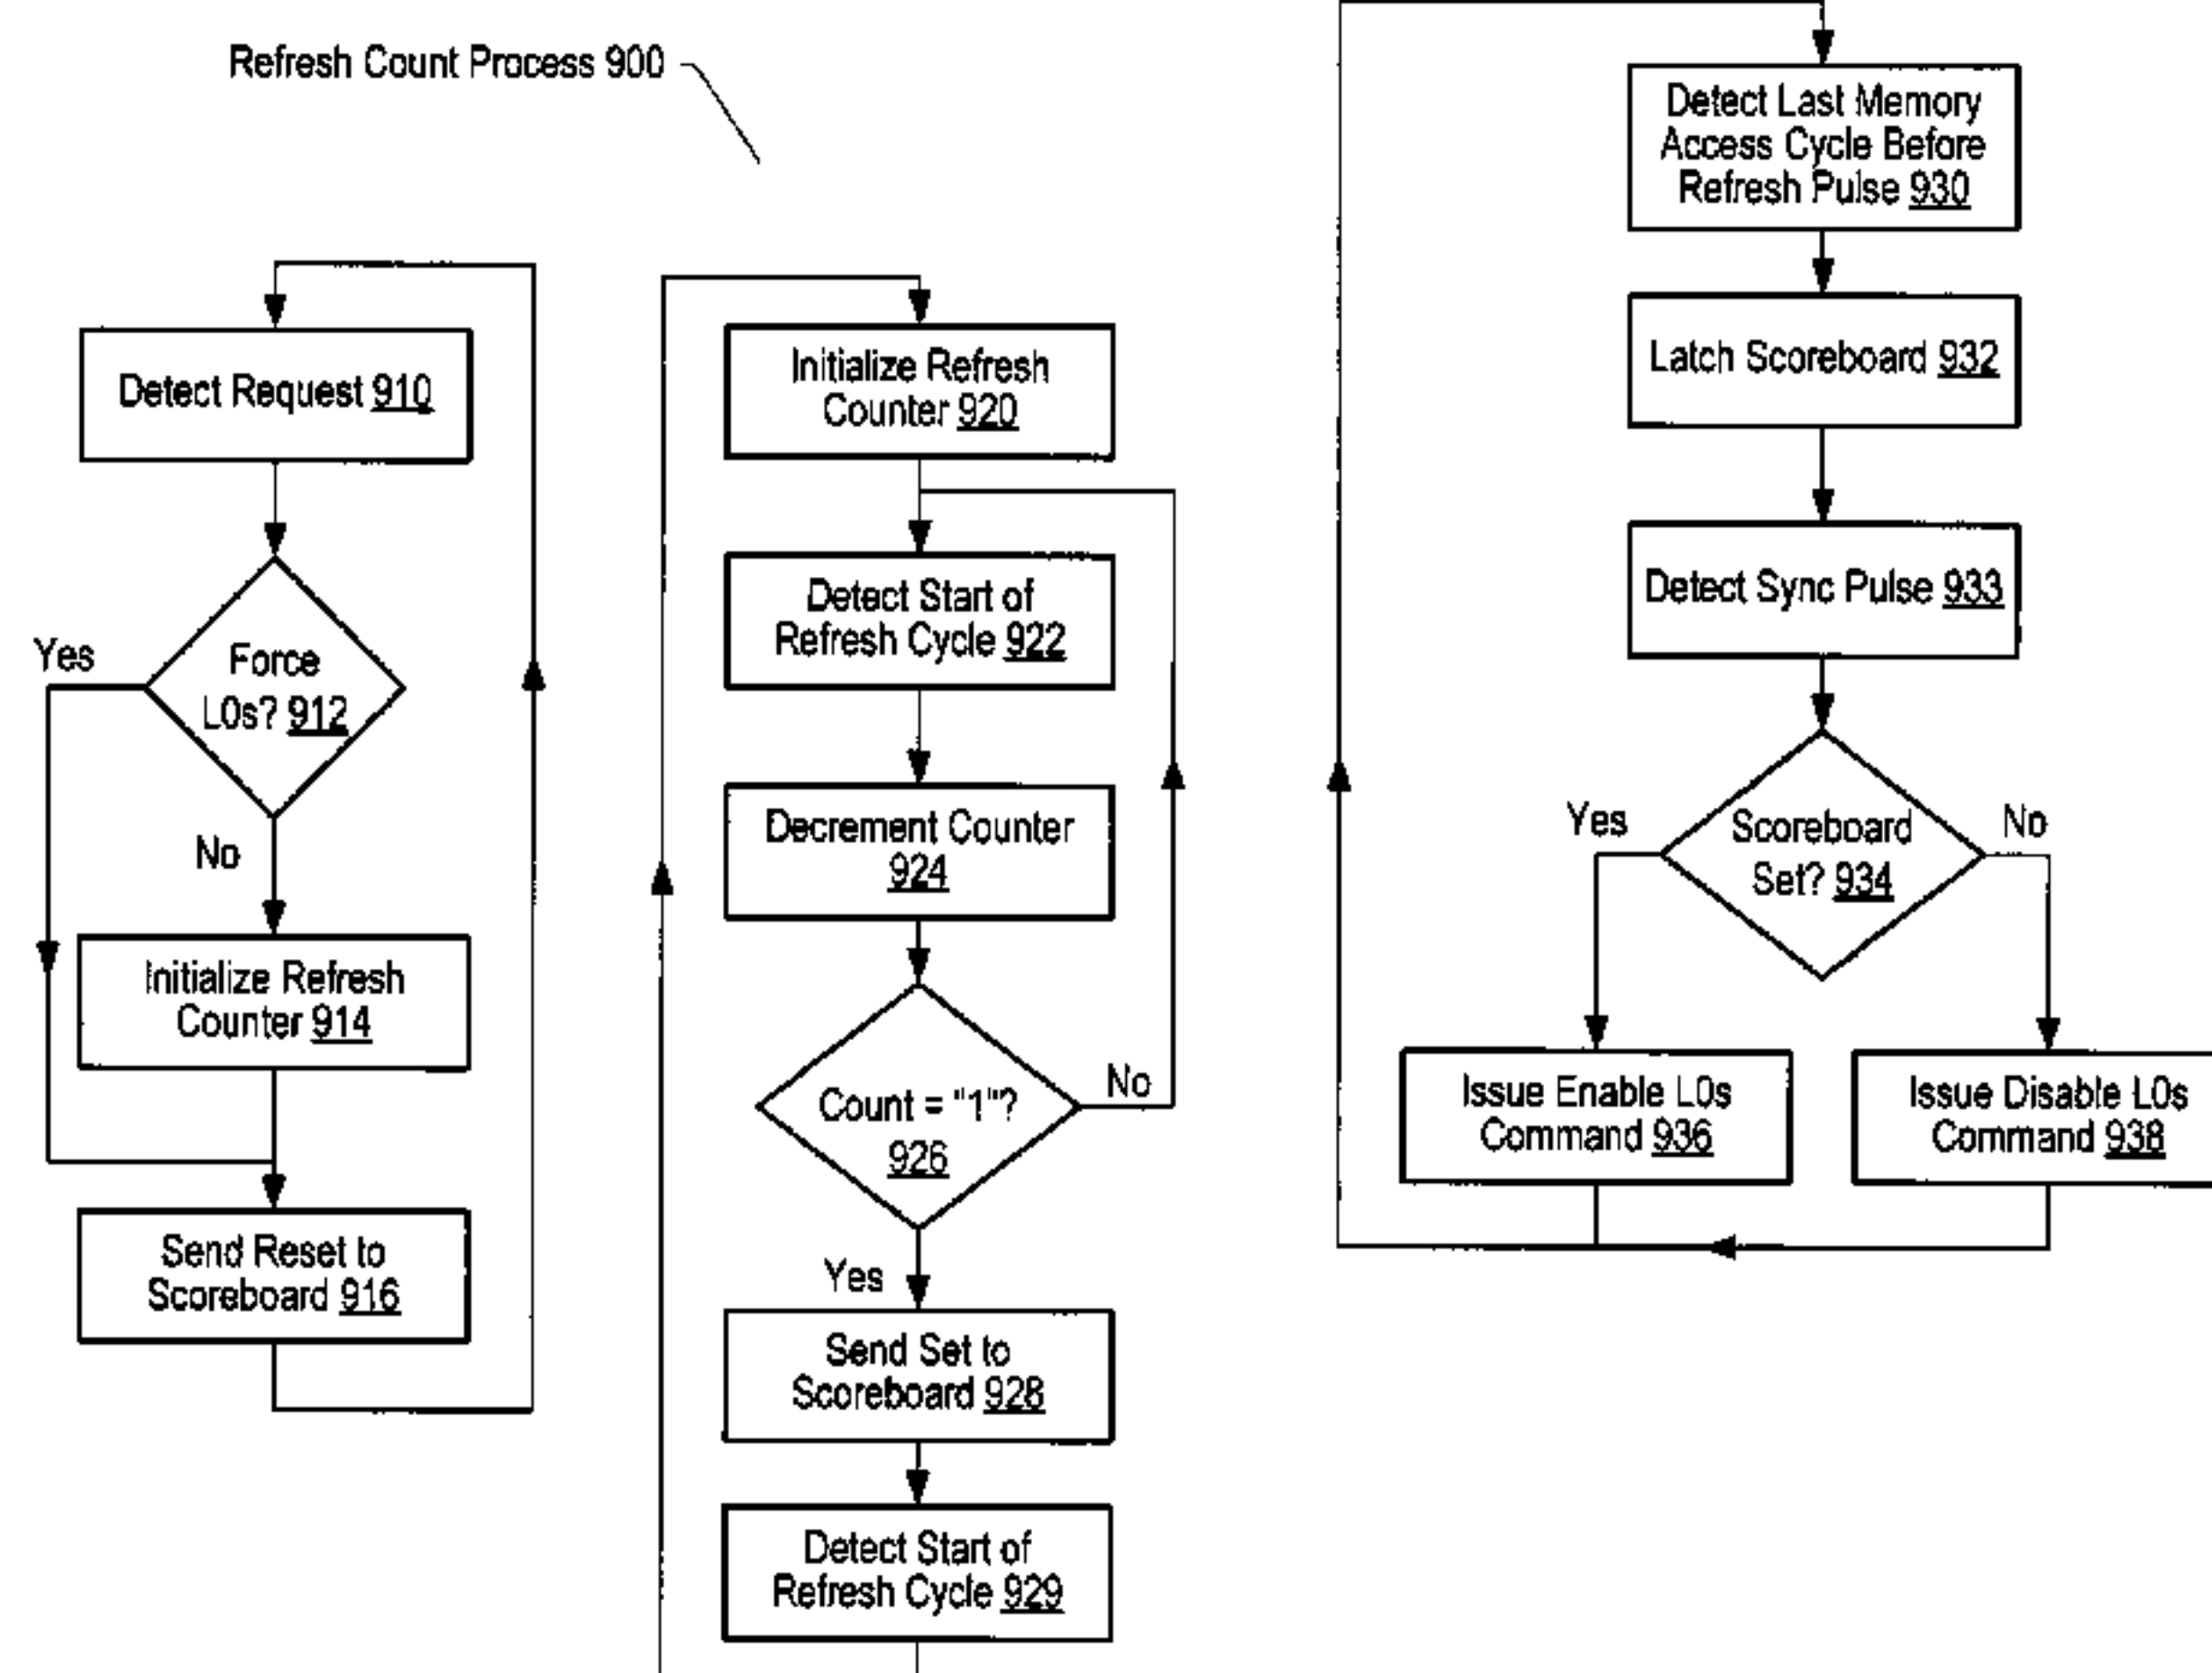 Refresh Count Process 900
Detect Request 910
Yes
Force
L0s? 912
No
Initialize Refresh
Counter 914
Send Reset to
Scoreboard 916
Initialize Refresh
Counter 920
Detect Start of
Refresh Cycle 922
Decrement Counter
924
Count = "1"?
926
No
Yes
Send Set to
Scoreboard 928
Detect Start of
Refresh Cycle 929
Detect Last Memory
Access Cycle Before
Refresh Pulse 930
Latch Scoreboard 932
Detect Sync Pulse 933
Yes
Scoreboard
Set? 934
No
Issue Enable L0s
Command 936
Issue Disable L0s
Command 938